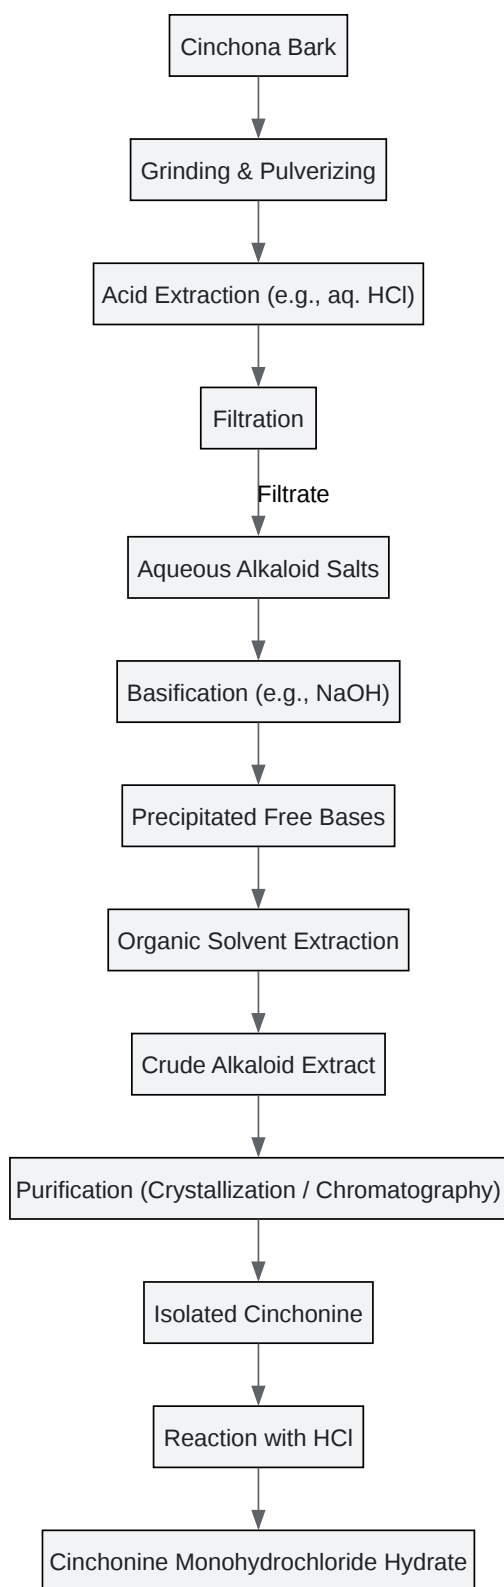 Cinchona Bark
Grinding & Pulverizing
Acid Extraction (e.g., aq. HCl)
Filtration
Filtrate
Aqueous Alkaloid Salts
Basification (e.g., NaOH)
Precipitated Free Bases
Organic Solvent Extraction
Crude Alkaloid Extract
Purification (Crystallization / Chromatography)
Isolated Cinchonine
Reaction with HCl
Cinchonine Monohydrochloride Hydrate